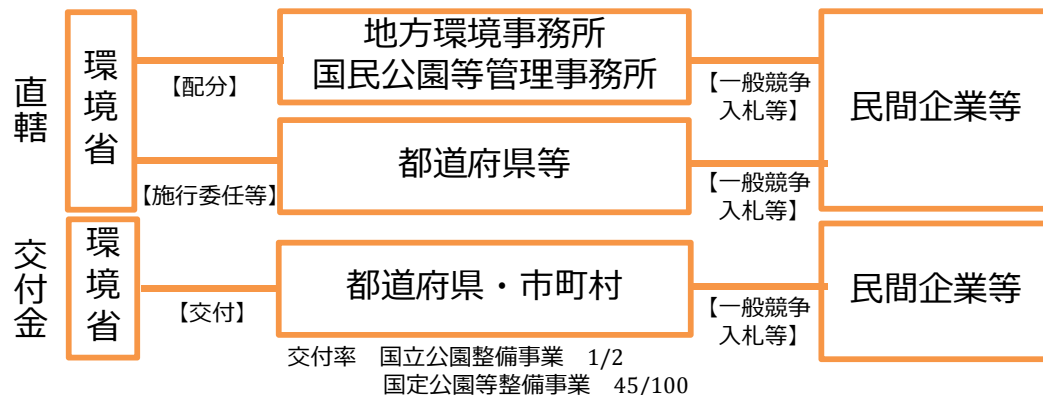 直轄
環境省
【配分】
地方環境事務所
国民公園等管理事務所
【一般競争
入札等】
民間企業等
【施行委任等】
都道府県等
【一般競争
入札等】
交付金
環境省
【交付】
都道府県・市町村
【一般競争
入札等】
民間企業等
交付率　国立公園整備事業　1/2
国定公園等整備事業　45/100